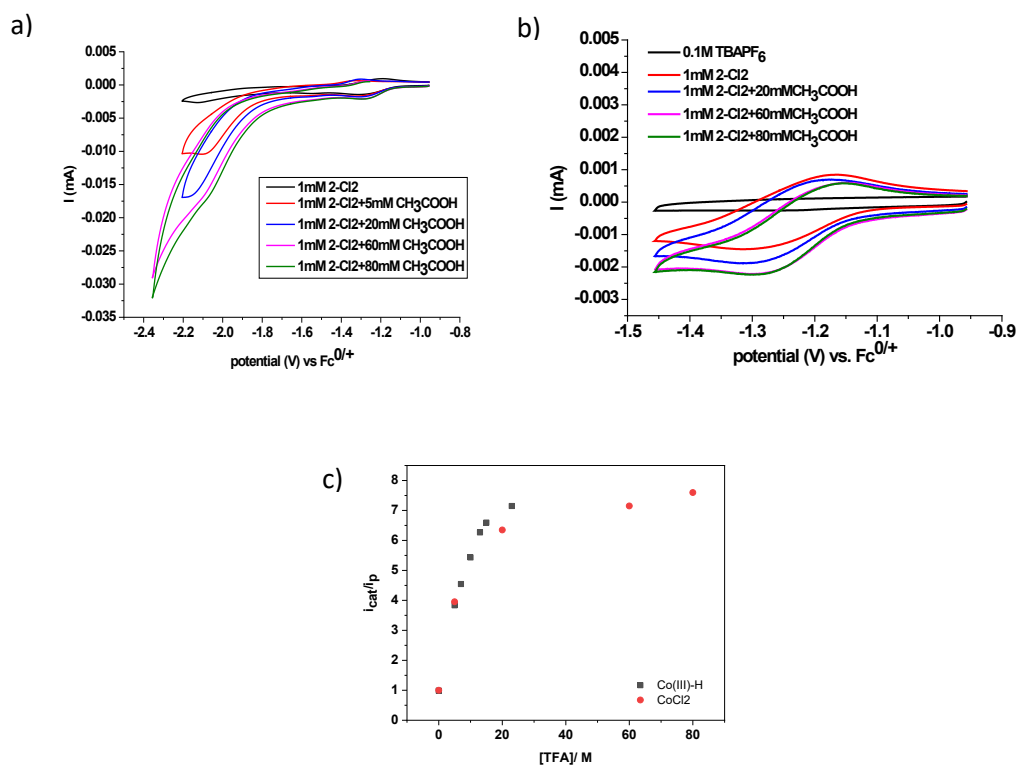 a)
0.005
0.000
-0.005
-0.010
-0.015
-0.020
-0.025
-0.030
-0.035
I (mA)
1mM 2-Cl2
1mM 2-Cl2+5mM CH3COOH
1mM 2-Cl2+20mM CH3COOH
1mM 2-Cl2+60mM CH3COOH
1mM 2-Cl2+80mM CH3COOH
-2.4 -2.2 -2.0 -1.8 -1.6 -1.4 -1.2 -1.0 -0.8
potential (V) vs Fc0/+
b)
0.005
0.004
0.003
0.002
0.001
0.000
-0.001
-0.002
-0.003
I (mA)
0.1M TBAPF6
1mM 2-Cl2
1mM 2-Cl2+20mMCH3COOH
1mM 2-Cl2+60mMCH3COOH
1mM 2-Cl2+80mMCH3COOH
-1.5 -1.4 -1.3 -1.2 -1.1 -1.0 -0.9
potential (V) vs. Fc0/+
c)
8
7
6
5
4
3
2
1
0
icat/ip
Co(III)-H
CoCl2
0 20 40 60 80
[TFA]/ M